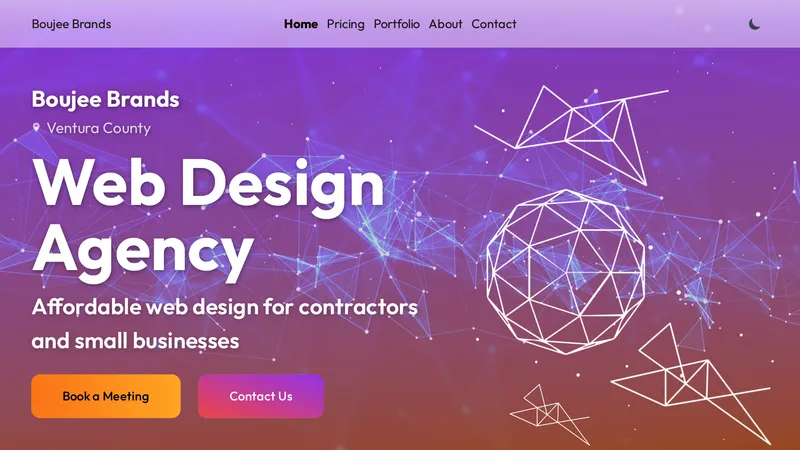 Boujee Brands
Home Pricing Portfolio About Contact
Boujee Brands
Ventura County
Web Design
Agency
Affordable web design for contractors
and small businesses
Book a Meeting
Contact Us